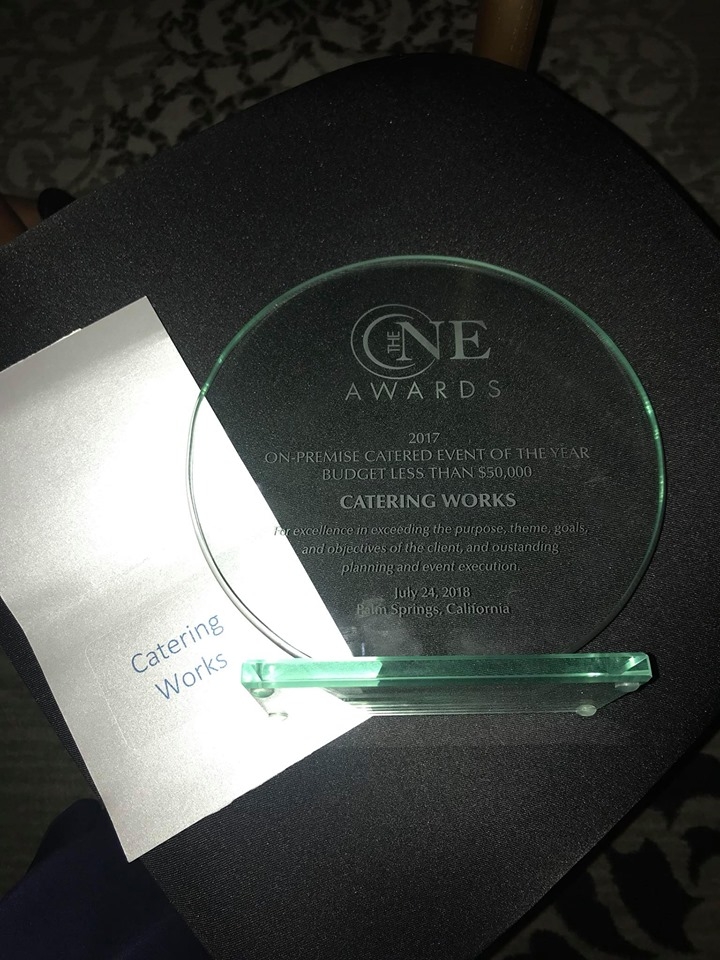 THE ONE
AWARDS
2017
ON-PREMISE CATERED EVENT OF THE YEAR
BUDGET LESS THAN $50,000
CATERING WORKS
For excellence in exceeding the purpose, theme, goals,
and objectives of the client, and oustanding
planning and event execution.
July 24, 2018
Palm Springs, California
Catering
Works